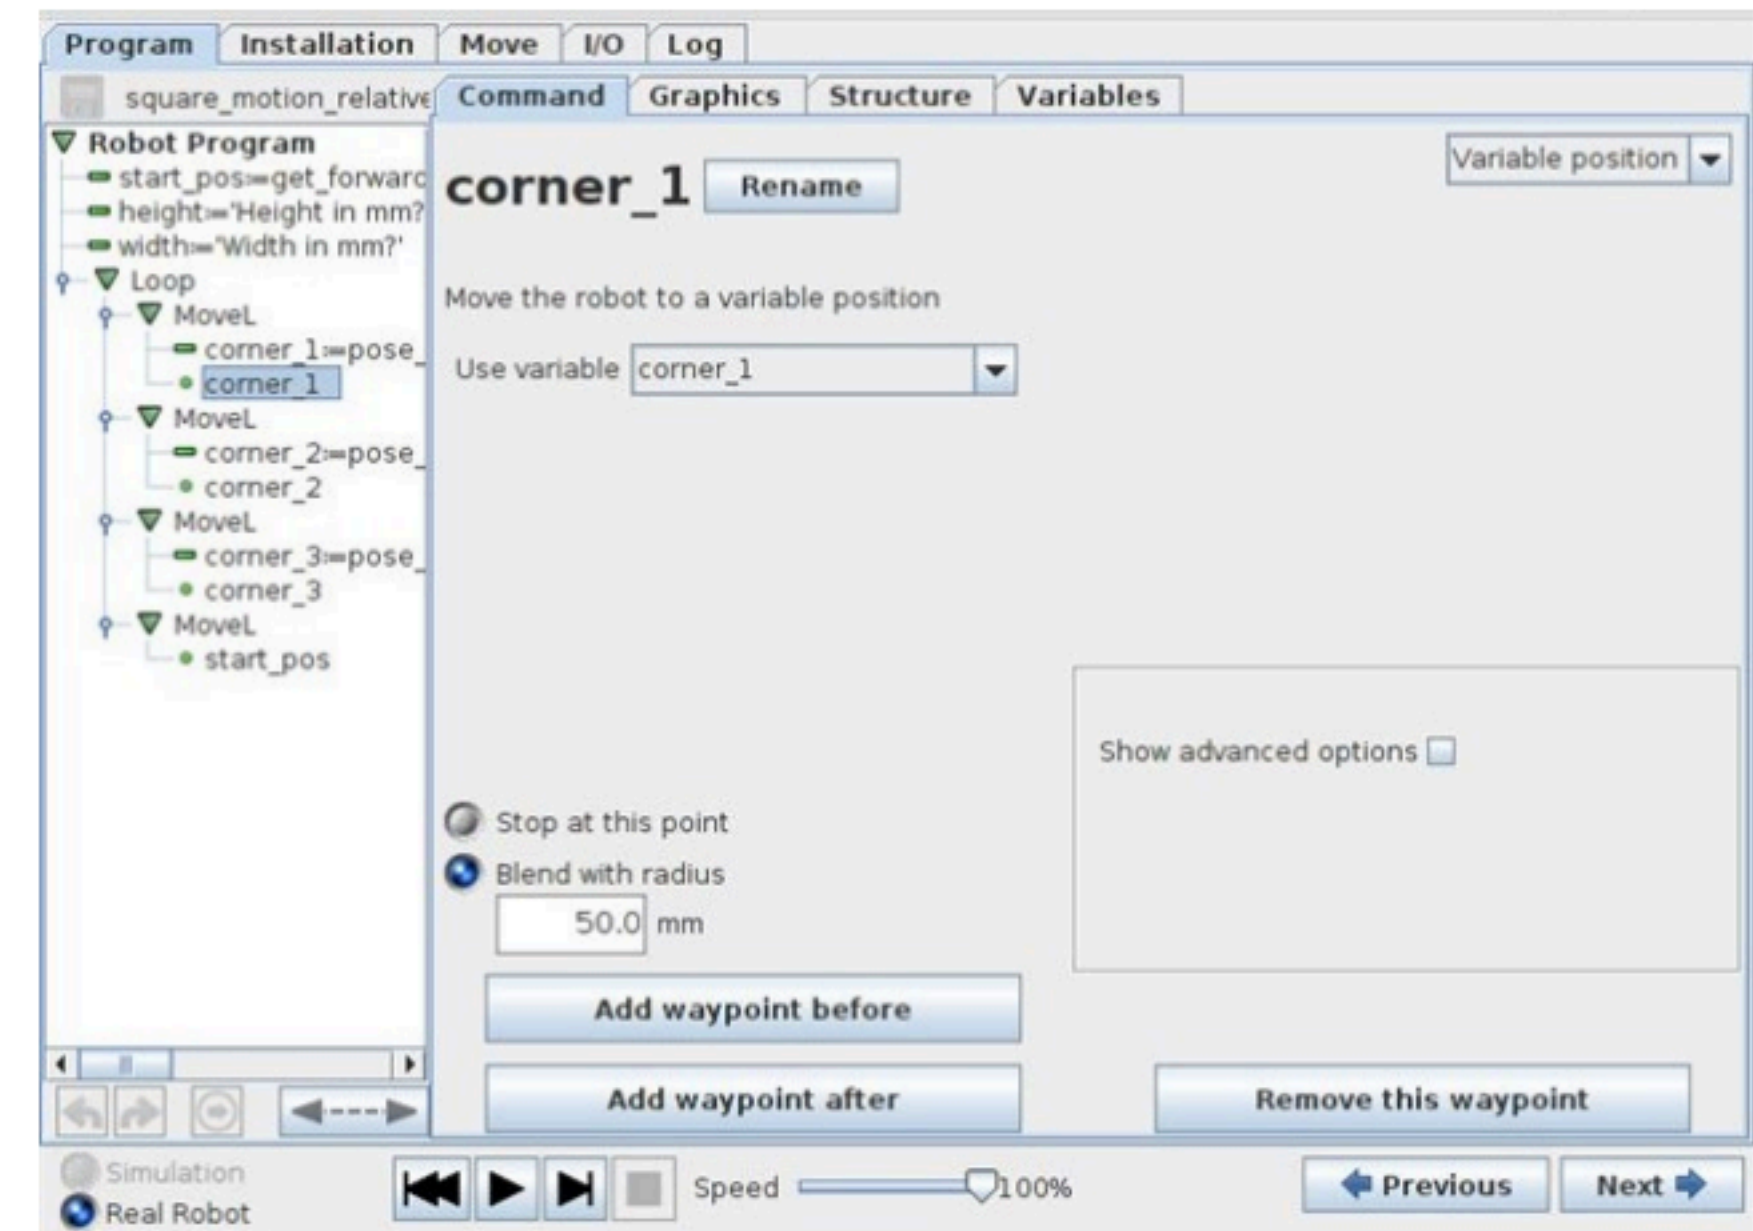 Program Installation Move I/O Log
square_motion_relative Command Graphics Structure Variables
Robot Program
start_pos:=get_forward
height:='Height in mm?
width:='Width in mm?'
Loop
MoveL
corner_1:=pose_
corner_1
MoveL
corner_2:=pose_
corner_2
MoveL
corner_3:=pose_
corner_3
MoveL
start_pos
Variable position
corner_1 Rename
Move the robot to a variable position
Use variable corner_1
Show advanced options
Stop at this point
Blend with radius
50.0 mm
Add waypoint before
Add waypoint after Remove this waypoint
Simulation
Real Robot
Speed 100% Previous Next